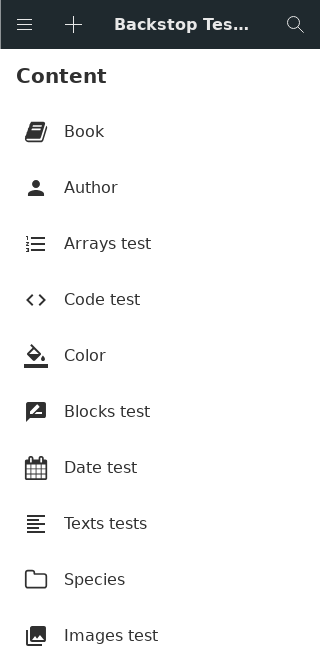 Backstop Tes…
Content
Book
Author
Arrays test
Code test
Color
Blocks test
Date test
Texts tests
Species
Images test